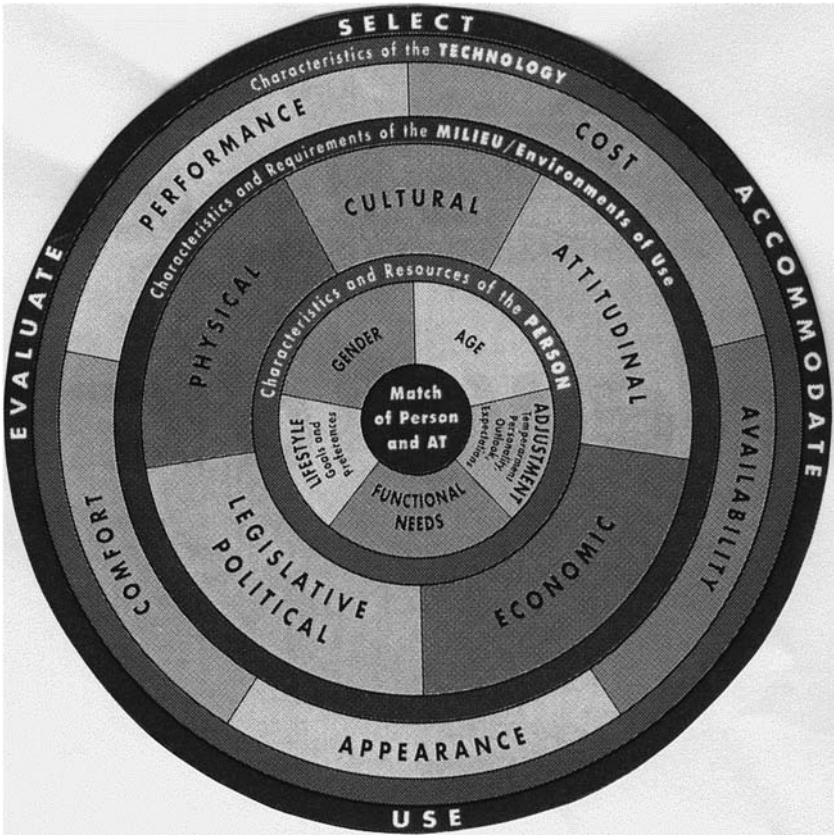 SELECT
Characteristics of the TECHNOLOGY
PERFORMANCE
COST
Characteristics and Requirements of the MILIEU/Environments of Use
EVALUATE
ACCOMMODATE
CULTURAL
PHYSICAL
ATTITUDINAL
Characteristics and Resources of the PERSON
GENDER
AGE
Match
of Person
and AT
LIFESTYLE
Goals and
Preferences
ADJUSTMENT
Temperament
Personality,
Outlook,
Expectations
FUNCTIONAL
NEEDS
COMFORT
AVAILABILITY
LEGISLATIVE
POLITICAL
ECONOMIC
APPEARANCE
USE